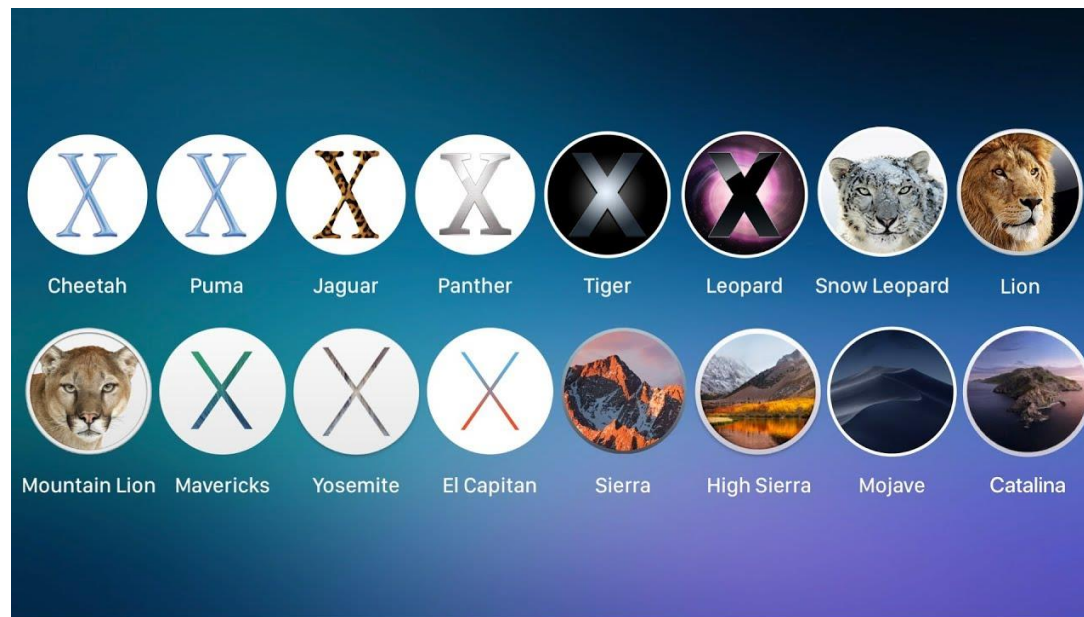 X X X X X X
Cheetah Puma Jaguar Panther Tiger Leopard Snow Leopard Lion
X X X
Mountain Lion Mavericks Yosemite El Capitan Sierra High Sierra Mojave Catalina